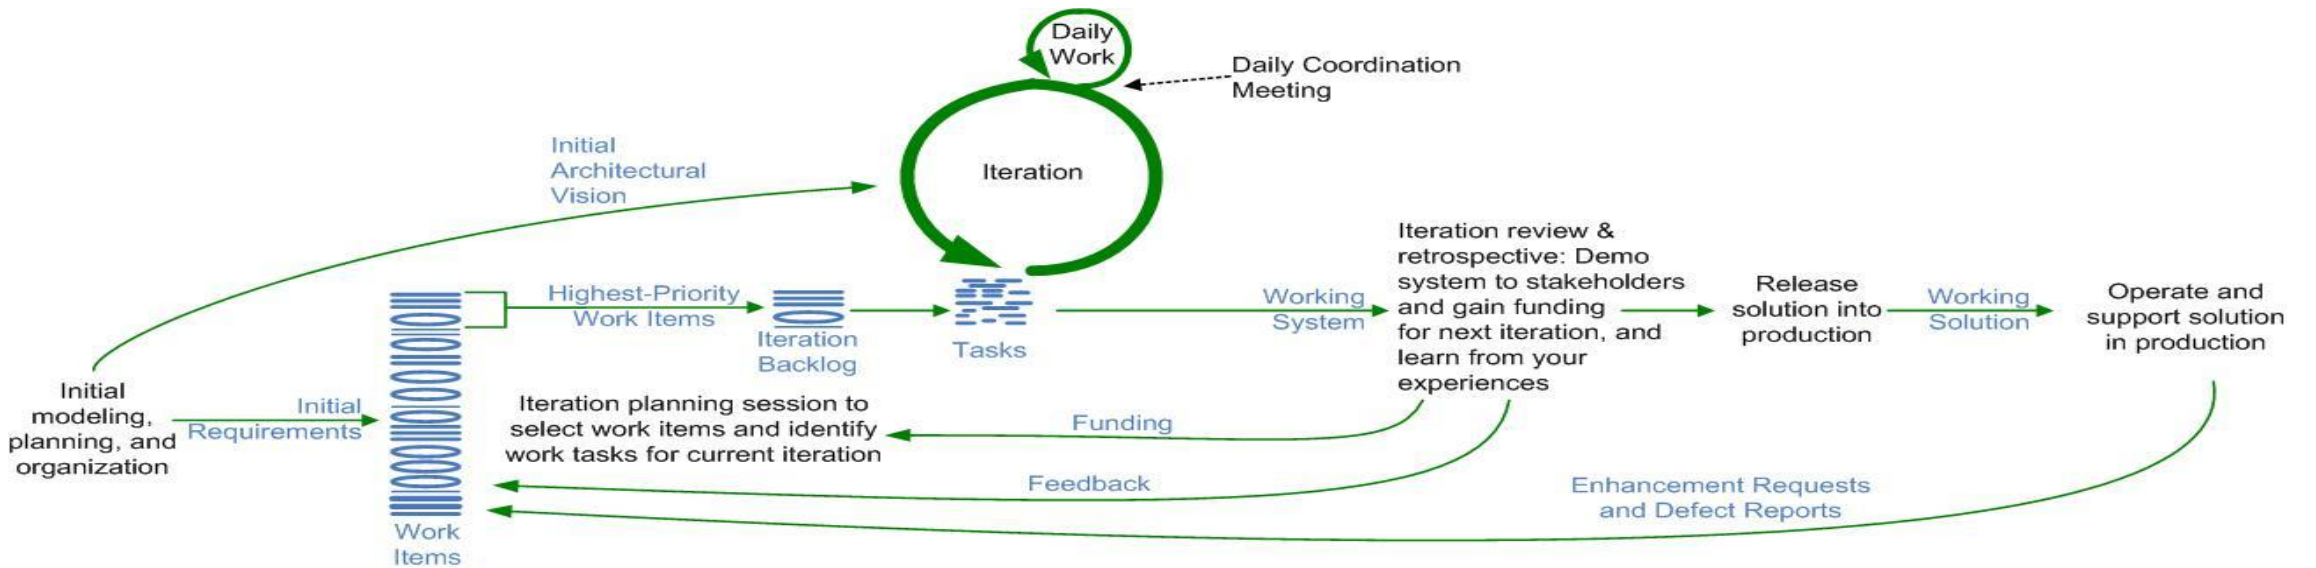 Daily
Work
Daily Coordination
Meeting
Initial
Architectural
Vision
Iteration
Iteration review &
retrospective: Demo
system to stakeholders
and gain funding
for next iteration, and
learn from your
experiences
Highest-Priority
Work Items
Iteration
Backlog
Tasks
Working
System
Release
solution into
production
Working
Solution
Operate and
support solution
in production
Initial
modeling,
planning, and
organization
Initial
Requirements
Iteration planning session to
select work items and identify
work tasks for current iteration
Funding
Feedback
Enhancement Requests
and Defect Reports
Work
Items